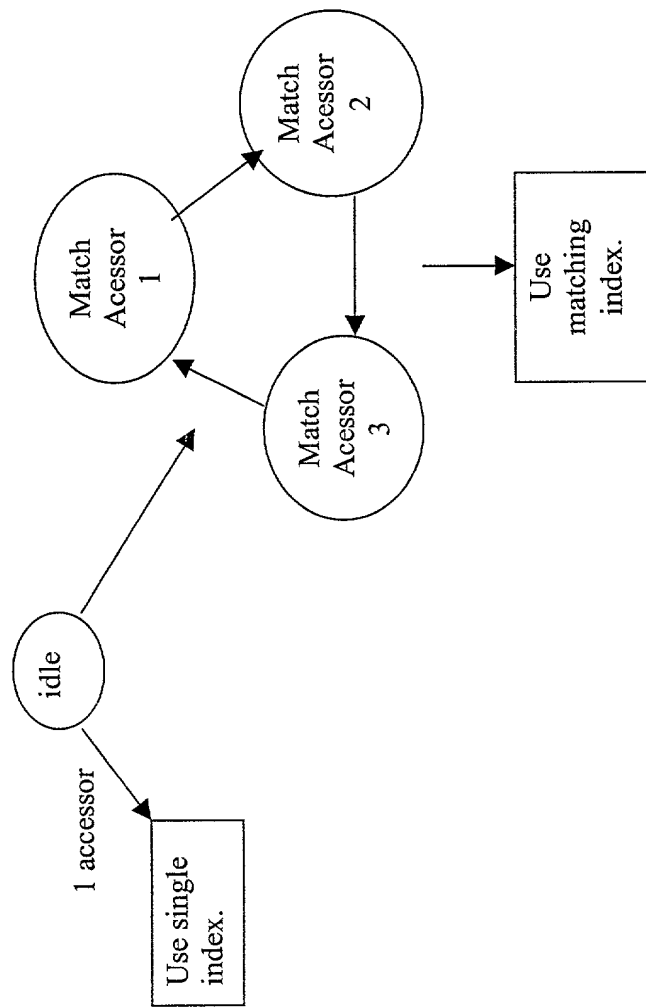 idle
1 accessor
Use single
index.
Match
Acessor
1
Match
Acessor
2
Match
Acessor
3
Use
matching
index.